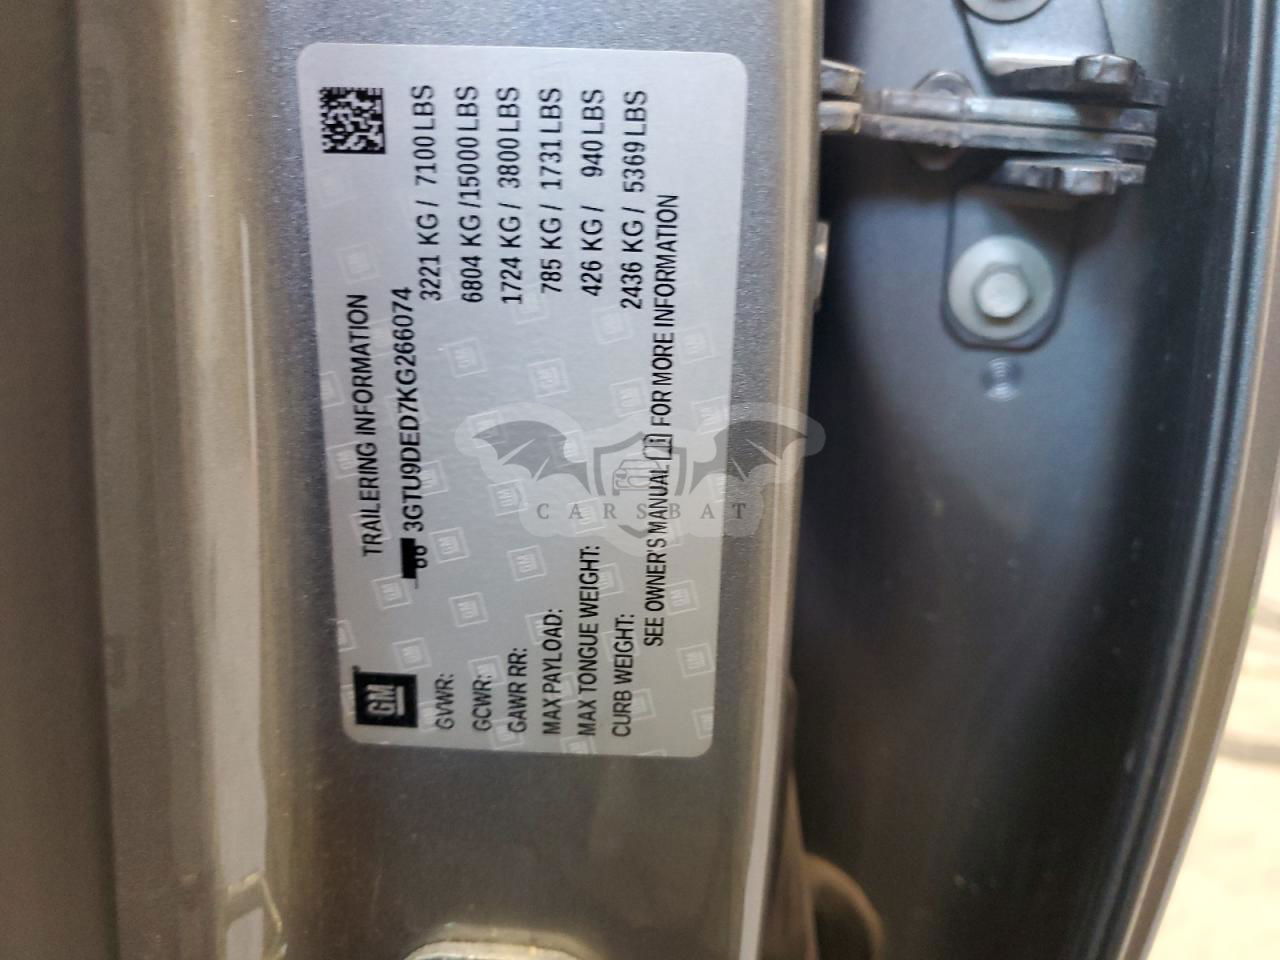 GM
TRAILERING INFORMATION
3GTU9DED7KG266074
GVWR: 3221 KG / 7100 LBS
GCWR: 6804 KG / 15000 LBS
GAWR RR: 1724 KG / 3800 LBS
MAX PAYLOAD: 785 KG / 1731 LBS
MAX TONGUE WEIGHT: 426 KG / 940 LBS
CURB WEIGHT: 2436 KG / 5369 LBS
SEE OWNER'S MANUAL FOR MORE INFORMATION
CARSBAT